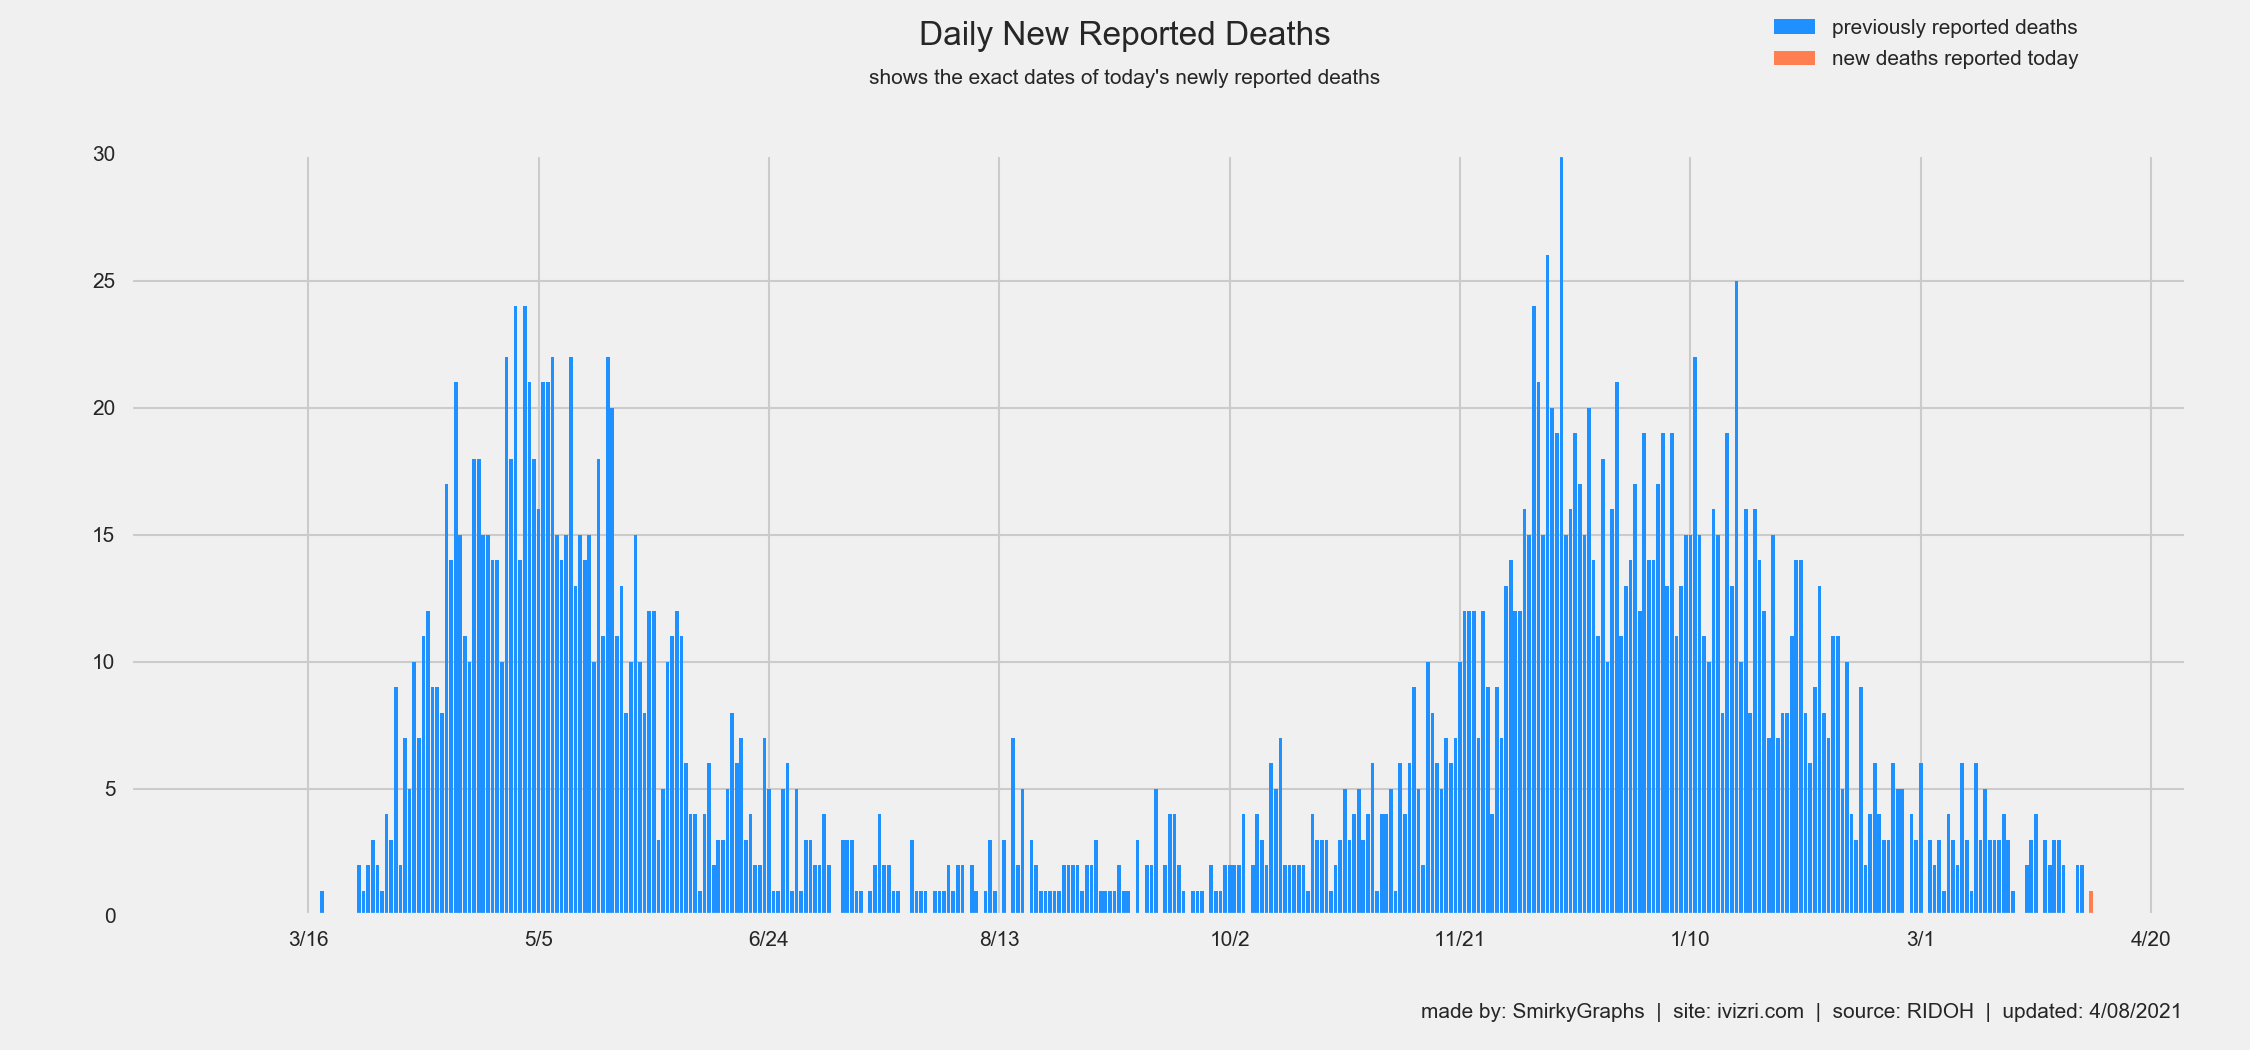 Daily New Reported Deaths
shows the exact dates of today's newly reported deaths
previously reported deaths
new deaths reported today
30
25
20
15
10
5
0
3/16 5/5 6/24 8/13 10/2 11/21 1/10 3/1 4/20
made by: SmirkyGraphs | site: ivizri.com | source: RIDOH | updated: 4/08/2021